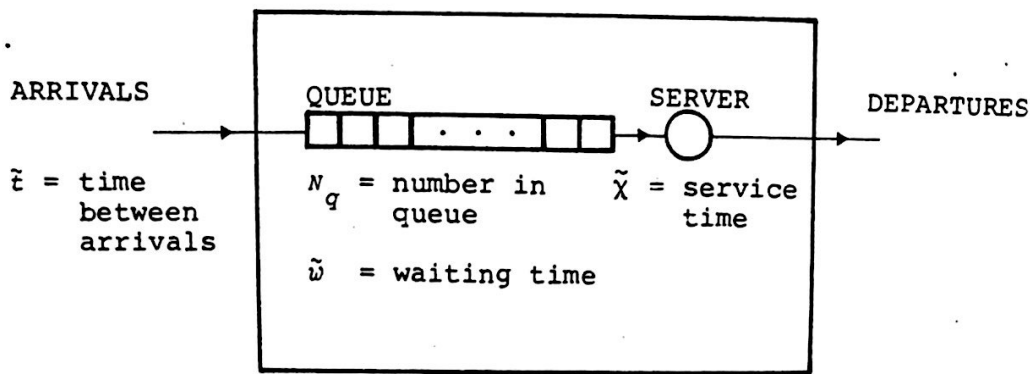 ARRIVALS
QUEUE
SERVER
DEPARTURES
. . .
t̃ = time
between
arrivals
N_q = number in
queue
χ̃ = service
time
w̃ = waiting time